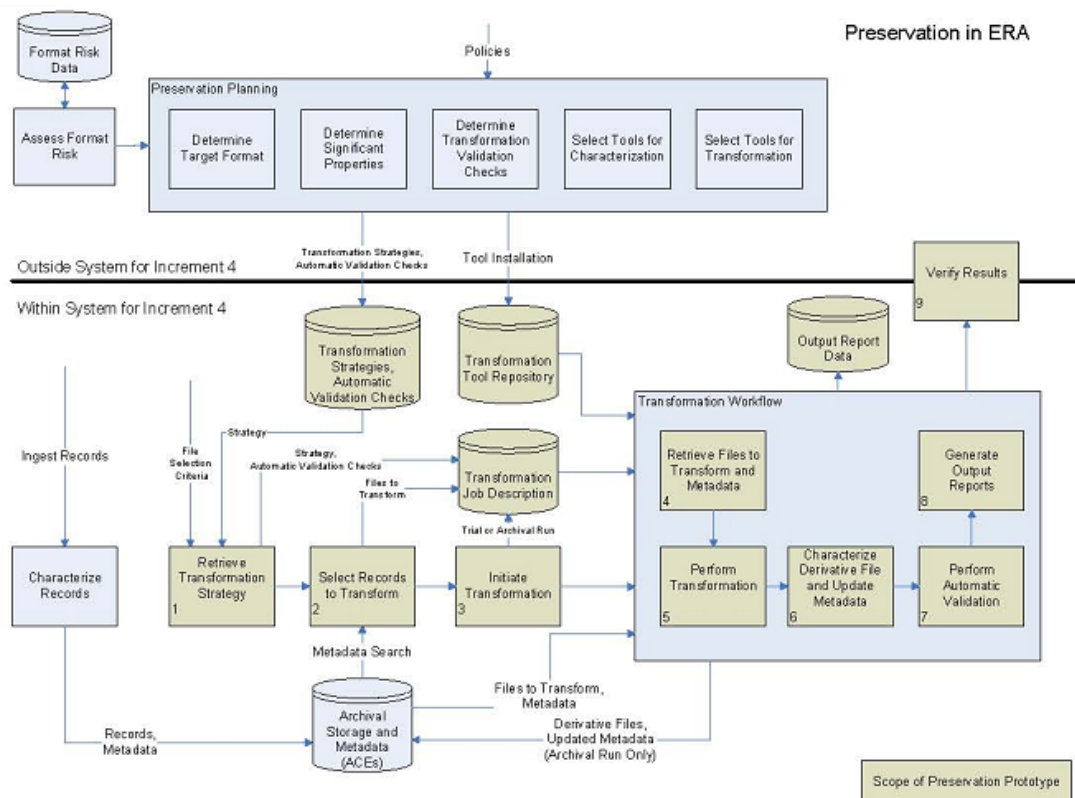 Preservation in ERA
Format Risk
Data
Policies
Preservation Planning
Assess Format
Risk
Determine
Target Format
Determine
Significant
Properties
Determine
Transformation
Validation
Checks
Select Tools for
Characterization
Select Tools for
Transformation
Transformation Strategies,
Automatic Validation Checks
Tool Installation
Outside System for Increment 4
Within System for Increment 4
Verify Results
9
Transformation
Strategies,
Automatic
Validation Checks
Transformation
Tool Repository
Output Report
Data
Ingest Records
File
Selection
Criteria
Strategy
Strategy,
Automatic Validation Checks
Files to
Transform
Transformation
Job Description
Trial or Archival Run
Transformation Workflow
Retrieve Files to
Transform and
Metadata
4
Generate
Output
Reports
8
Characterize
Records
Retrieve
Transformation
Strategy
1
Select Records
to Transform
2
Initiate
Transformation
3
Perform
Transformation
5
Characterize
Derivative File
and Update
Metadata
6
Perform
Automatic
Validation
7
Metadata Search
Files to Transform,
Metadata
Records,
Metadata
Archival
Storage and
Metadata
(ACEs)
Derivative Files,
Updated Metadata
(Archival Run Only)
Scope of Preservation Prototype